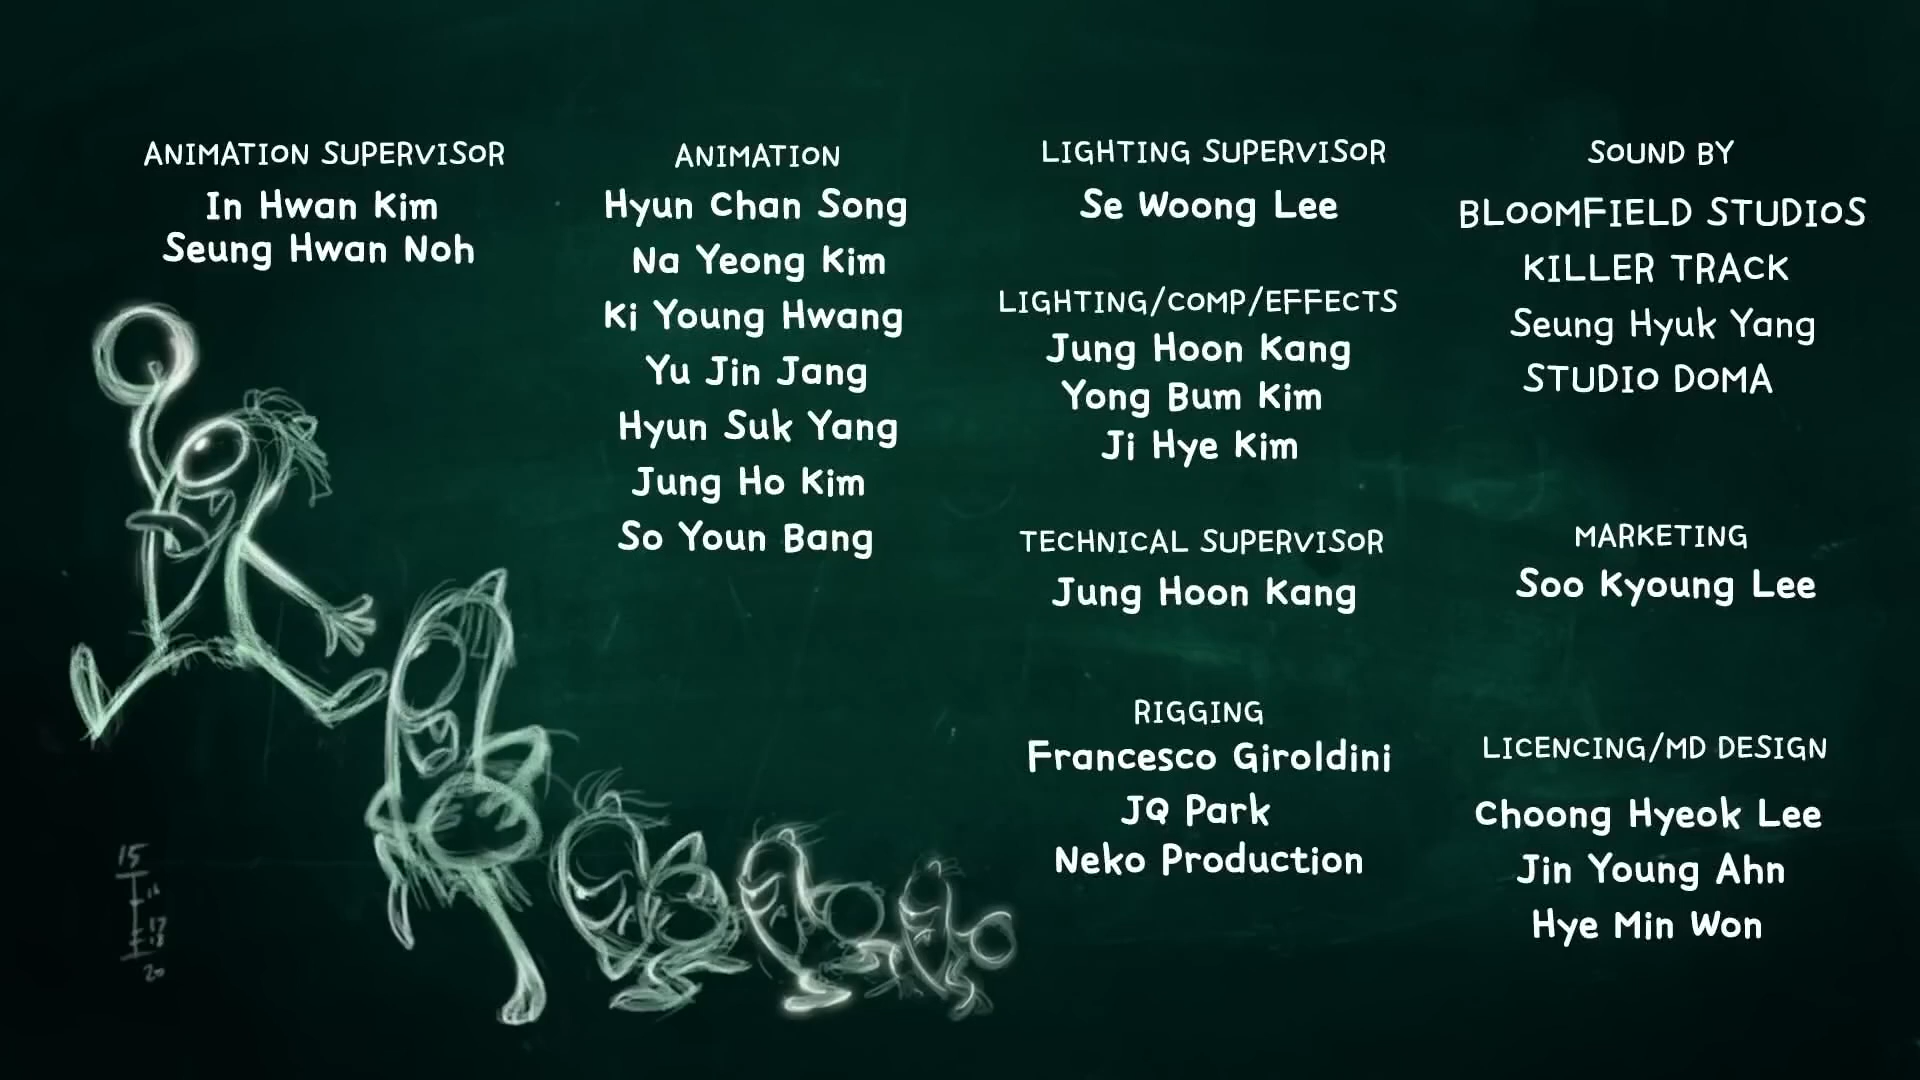 ANIMATION SUPERVISOR
In Hwan Kim
Seung Hwan Noh
ANIMATION
Hyun Chan Song
Na Yeong Kim
Ki Young Hwang
Yu Jin Jang
Hyun Suk Yang
Jung Ho Kim
So Youn Bang
LIGHTING SUPERVISOR
Se Woong Lee
LIGHTING/COMP/EFFECTS
Jung Hoon Kang
Yong Bum Kim
Ji Hye Kim
TECHNICAL SUPERVISOR
Jung Hoon Kang
RIGGING
Francesco Giroldini
JQ Park
Neko Production
SOUND BY
BLOOMFIELD STUDIOS
KILLER TRACK
Seung Hyuk Yang
STUDIO DOMA
MARKETING
Soo Kyoung Lee
LICENCING/MD DESIGN
Choong Hyeok Lee
Jin Young Ahn
Hye Min Won
15
16
17
18
20